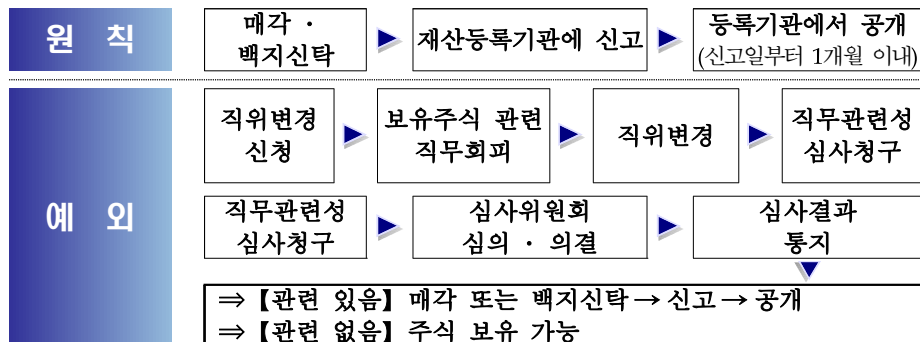 원 칙
매각 ·
백지신탁
재산등록기관에 신고
등록기관에서 공개
(신고일부터 1개월 이내)
예 외
직위변경
신청
보유주식 관련
직무회피
직위변경
직무관련성
심사청구
직무관련성
심사청구
심사위원회
심의 · 의결
심사결과
통지
⇒【관련 있음】매각 또는 백지신탁 → 신고 → 공개
⇒【관련 없음】주식 보유 가능